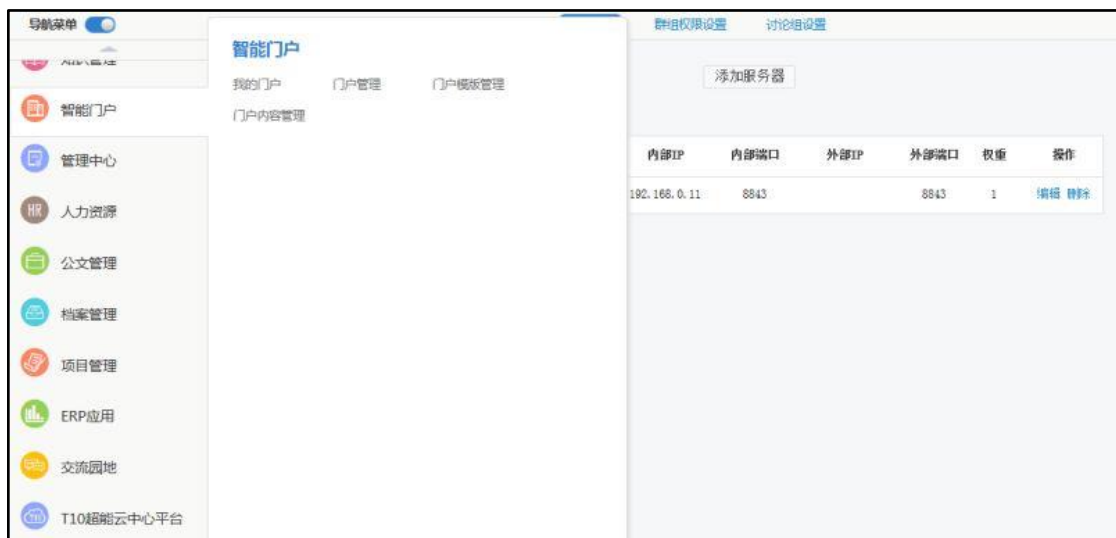 导航菜单
群组权限设置 讨论组设置
智能门户
我的门户 门户管理 门户模版管理
门户内容管理
添加服务器
智能门户
管理中心
人力资源
公文管理
档案管理
项目管理
ERP应用
交流园地
T10超能云中心平台
内部IP 内部端口 外部IP 外部端口 权重 操作
192.168.0.11 8843 8843 1 编辑 删除
HR